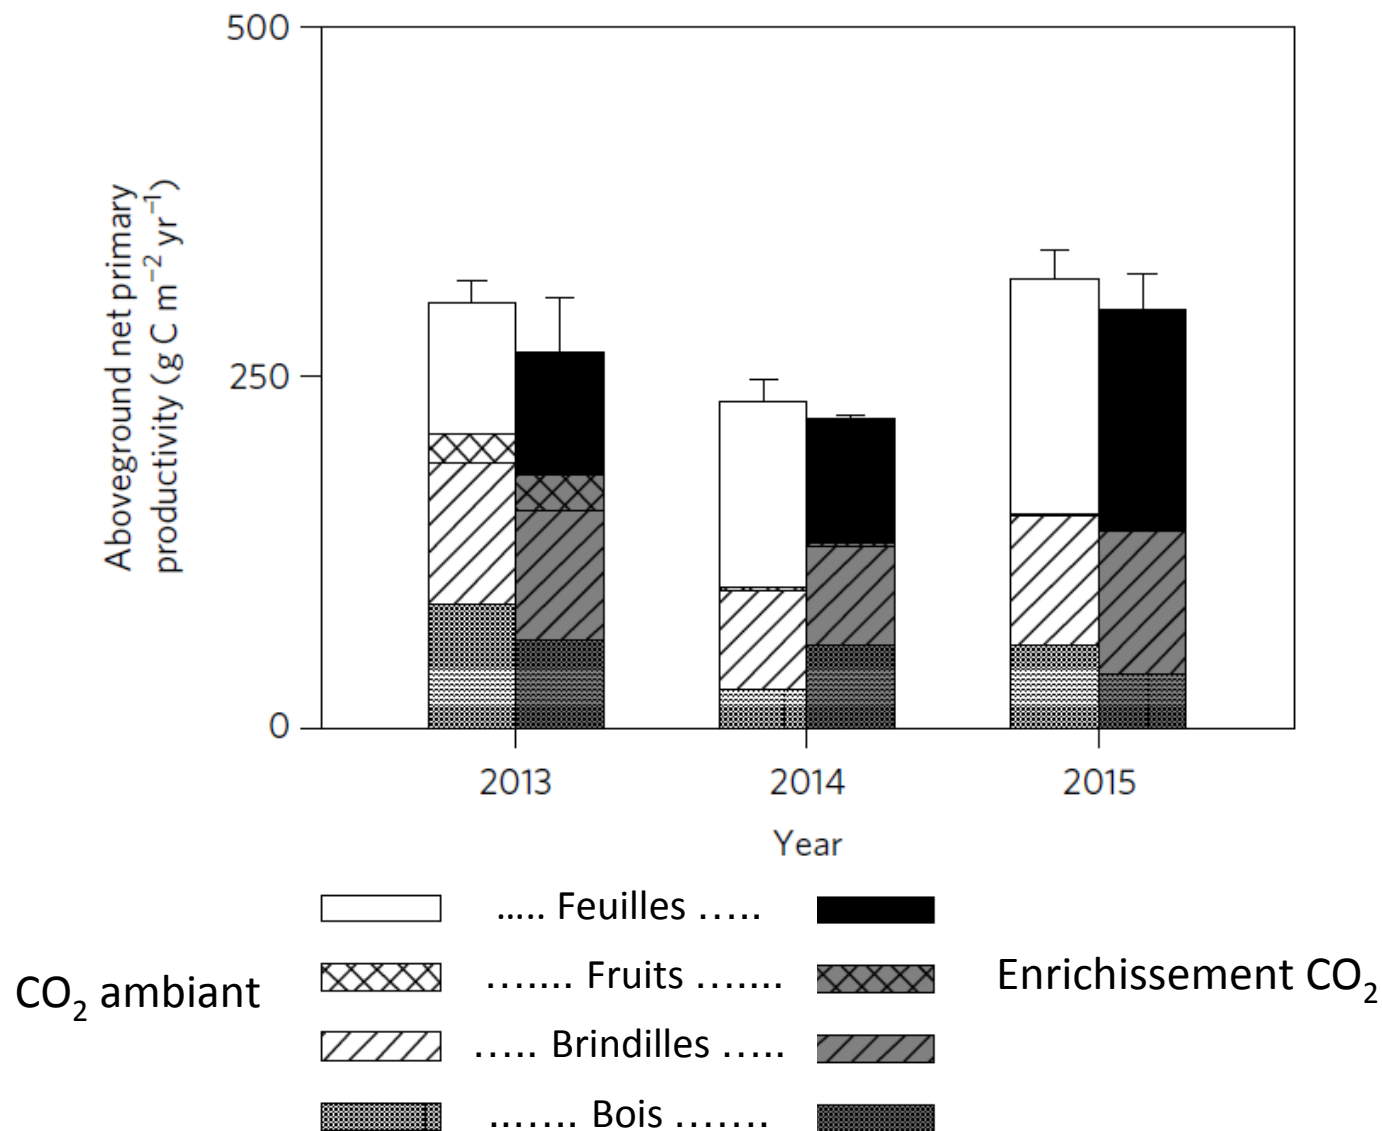 500
250
0
Aboveground net primary
productivity (g C m⁻² yr⁻¹)
2013 2014 2015
Year
..... Feuilles .....
....... Fruits .......
CO₂ ambiant
Enrichissement CO₂
..... Brindilles .....
....... Bois .......